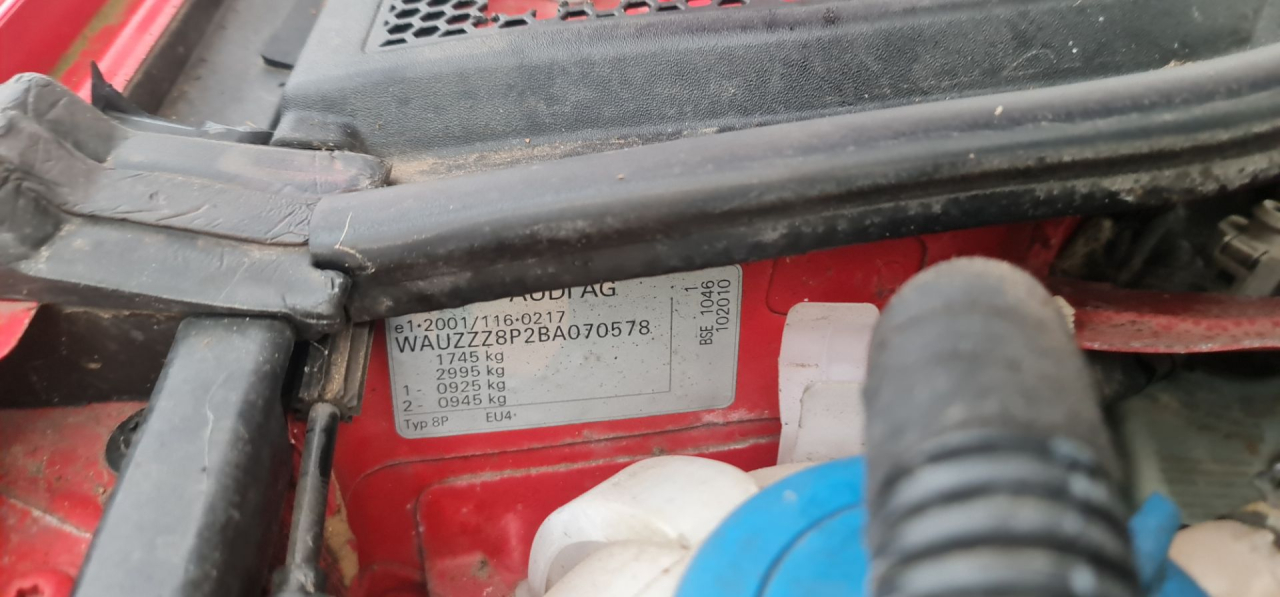 AUDI AG
e1·2001/116·0217
WAUZZZ8P2BA070578
1745 kg
2995 kg
1 - 0925 kg
2 - 0945 kg
Typ 8P EU4·
BSE 1046 1
102010